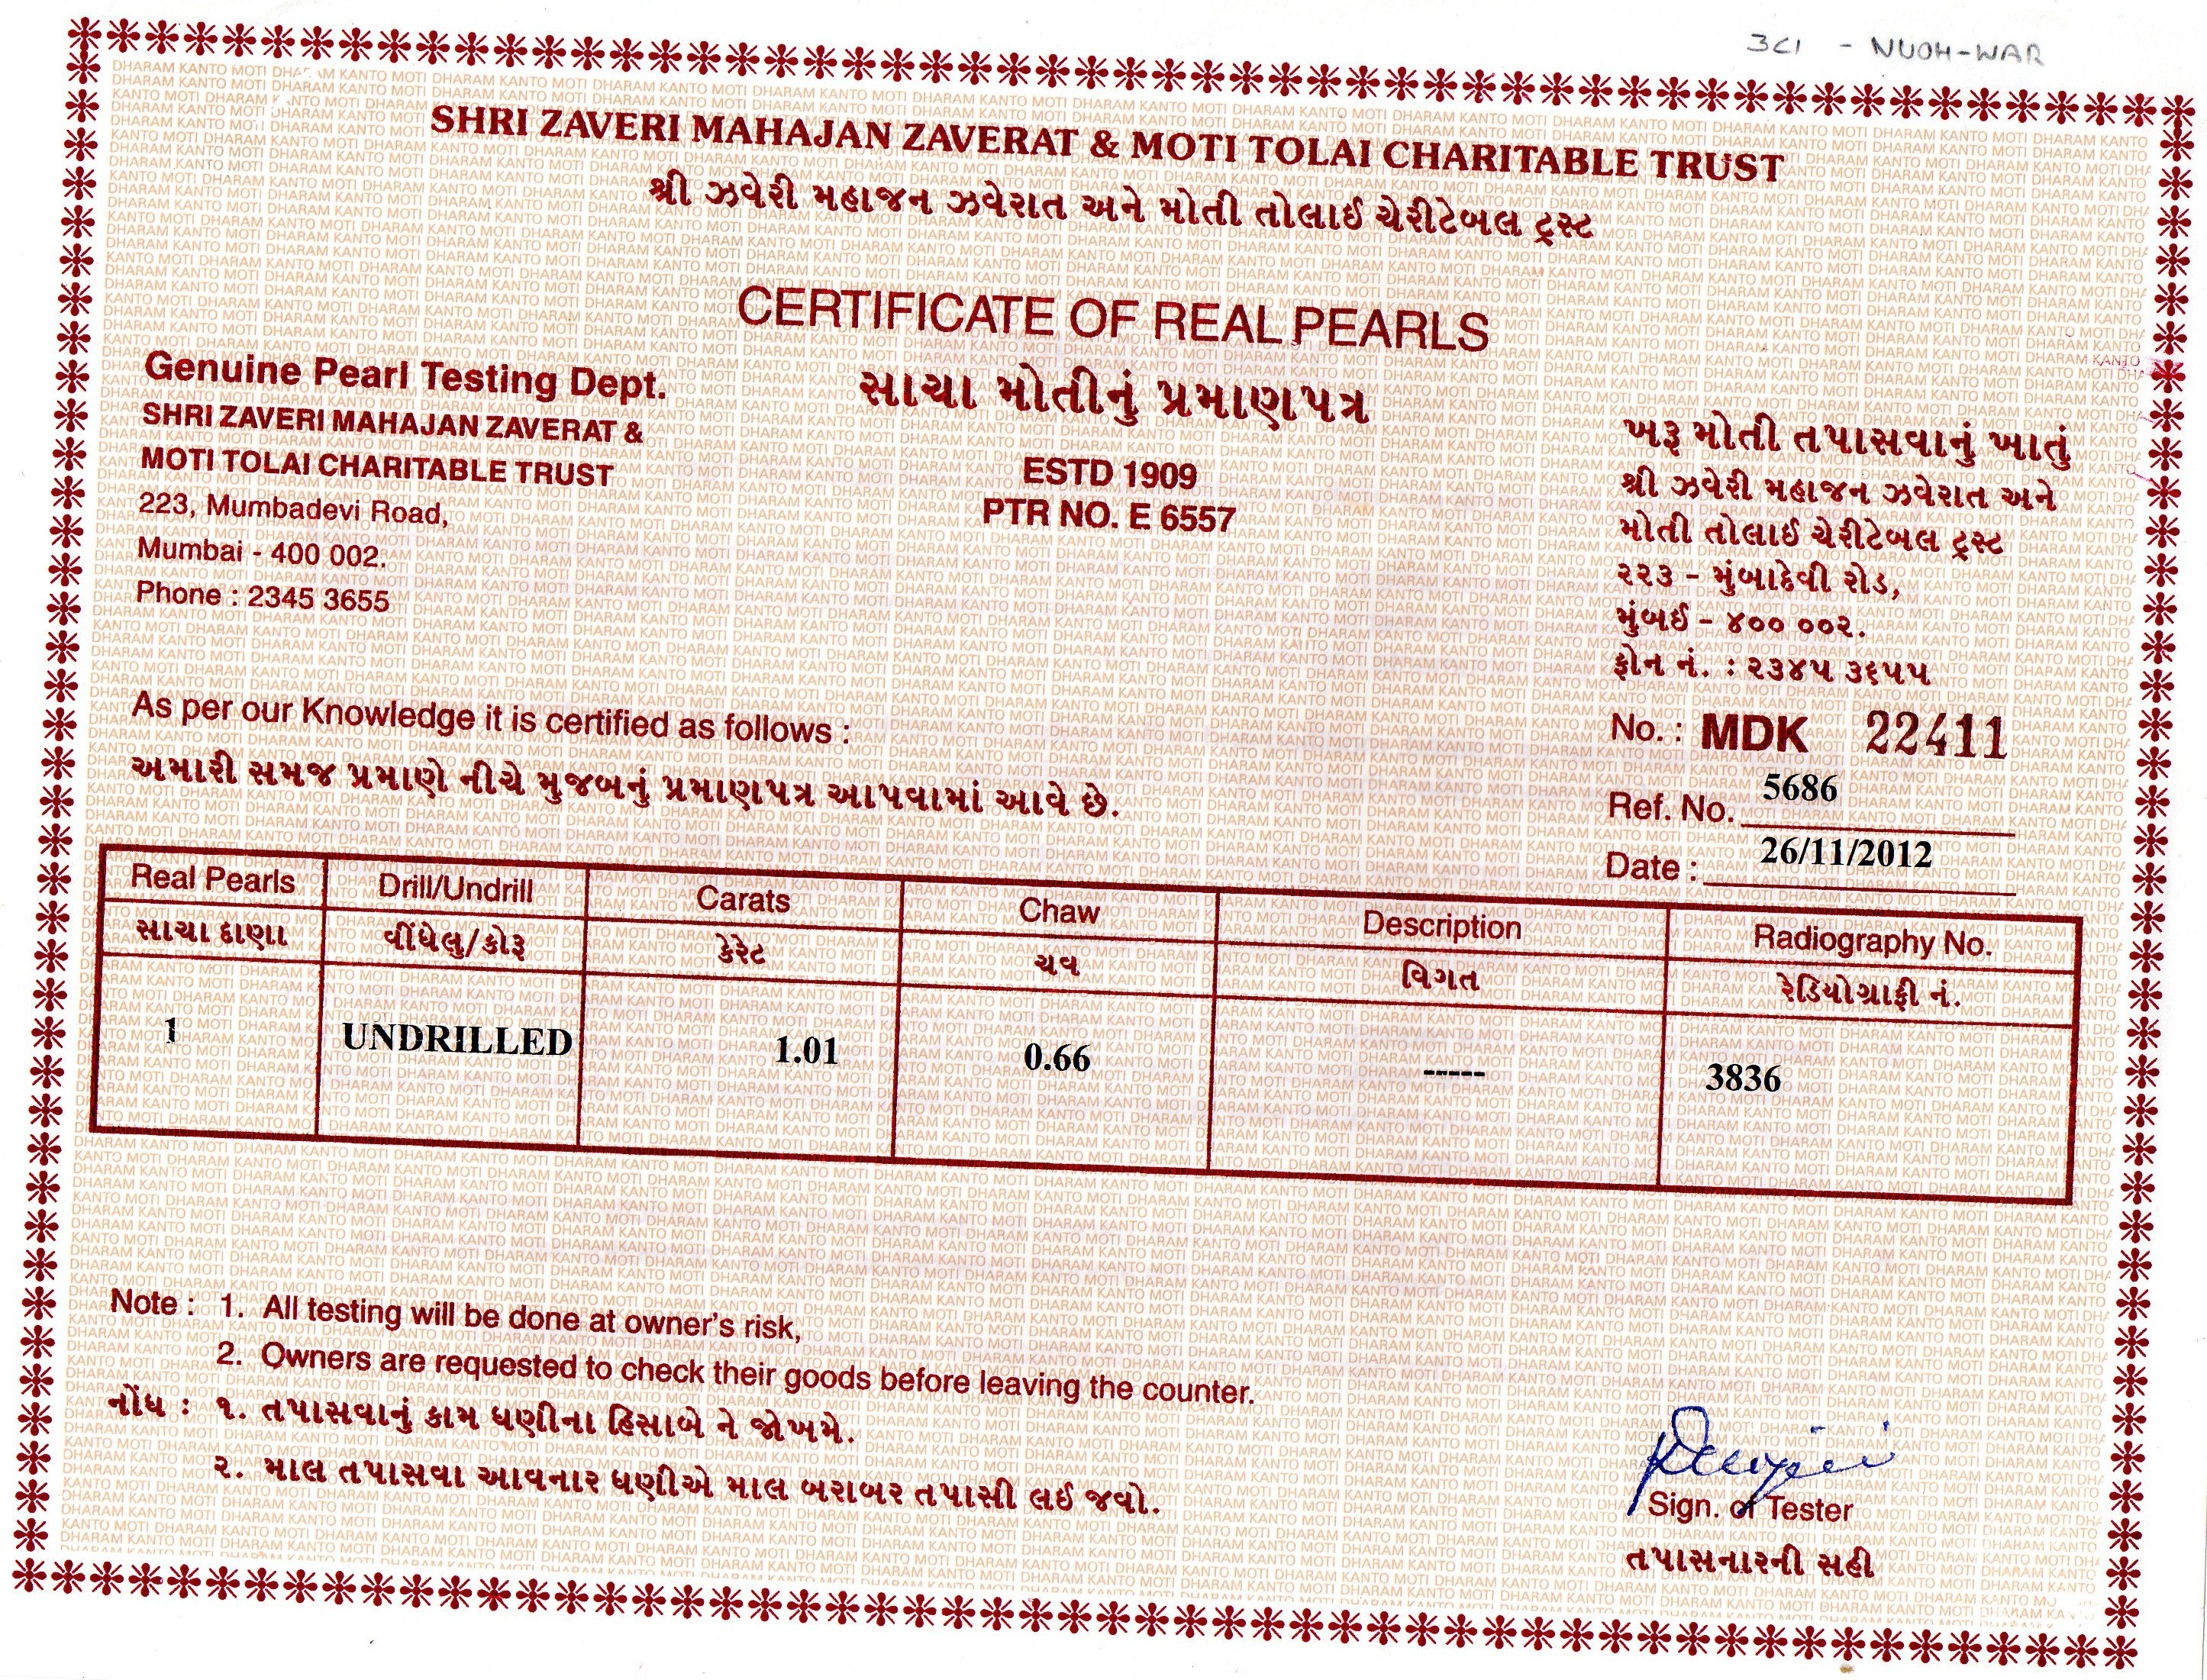 3C1 - NUOH-WAR
SHRI ZAVERI MAHAJAN ZAVERAT & MOTI TOLAI CHARITABLE TRUST
શ્રી ઝવેરી મહાજન ઝવેરાત અને મોતી તોલાઈ ચેરીટેબલ ટ્રસ્ટ
CERTIFICATE OF REAL PEARLS
સાચા મોતીનું પ્રમાણપત્ર
ESTD 1909
PTR NO. E 6557
Genuine Pearl Testing Dept.
SHRI ZAVERI MAHAJAN ZAVERAT &
MOTI TOLAI CHARITABLE TRUST
223, Mumbadevi Road,
Mumbai - 400 002.
Phone : 2345 3655
ખરૂ મોતી તપાસવાનું ખાતું
શ્રી ઝવેરી મહાજન ઝવેરાત અને
મોતી તોલાઈ ચેરીટેબલ ટ્રસ્ટ
૨૨૩ - મુંબાદેવી રોડ,
મુંબઈ - ૪૦૦ ૦૦૨.
ફોન નં. : ૨૩૪૫ ૩૬૫૫
As per our Knowledge it is certified as follows :
અમારી સમજ પ્રમાણે નીચે મુજબનું પ્રમાણપત્ર આપવામાં આવે છે.
No. : MDK 22411
Ref. No. 5686
Date : 26/11/2012
Real Pearls Drill/Undrill Carats Chaw Description Radiography No.
સાચા દાણા વીંધેલુ/કોરૂ કેરેટ ચવ વિગત રેડિયોગ્રાફી નં.
1 UNDRILLED 1.01 0.66 ----- 3836
Note : 1. All testing will be done at owner's risk,
2. Owners are requested to check their goods before leaving the counter.
નોંધ : ૧. તપાસવાનું કામ ધણીના હિસાબે ને જોખમે.
૨. માલ તપાસવા આવનાર ધણીએ માલ બરાબર તપાસી લઈ જવો.
Sign. of Tester
તપાસનારની સહી